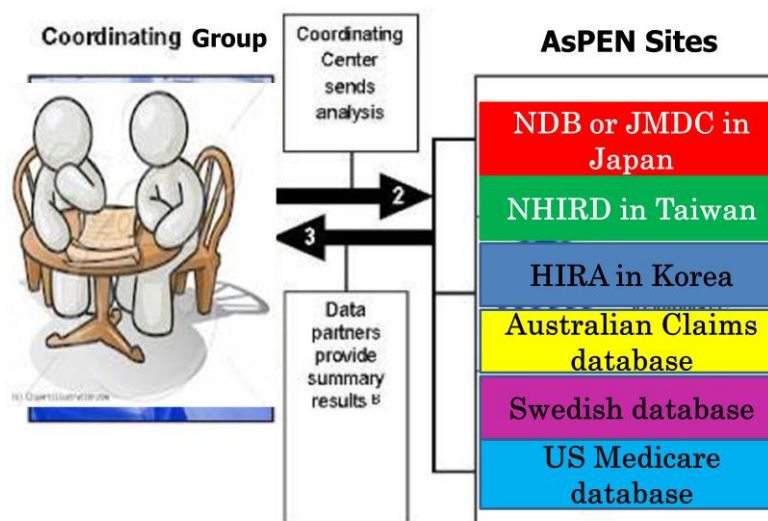 Coordinating Group
Coordinating
Center
sends
analysis
AsPEN Sites
NDB or JMDC in
Japan
2
NHIRD in Taiwan
3
HIRA in Korea
Data
partners
provide
summary
results B
Australian Claims
database
Swedish database
US Medicare
database